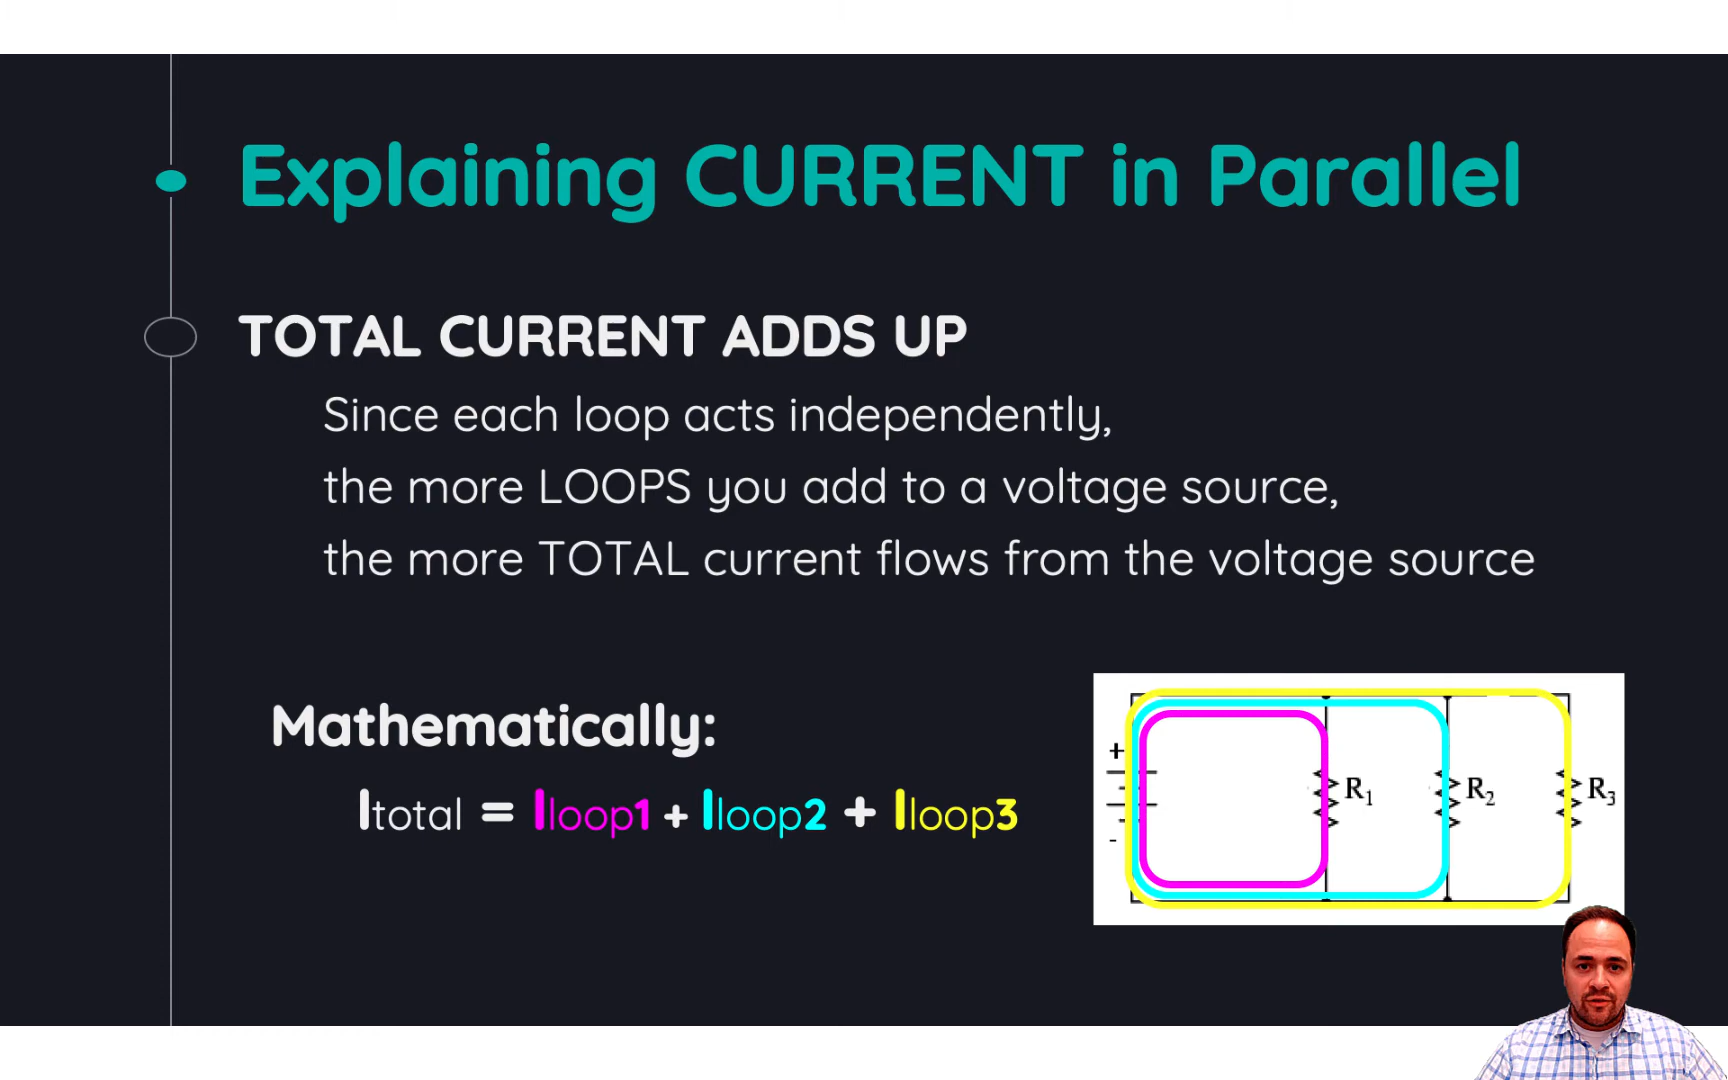 Explaining CURRENT in Parallel
TOTAL CURRENT ADDS UP
Since each loop acts independently,
the more LOOPS you add to a voltage source,
the more TOTAL current flows from the voltage source
Mathematically:
Itotal = Iloop1 + Iloop2 + Iloop3
+
R1
R2
R3
-